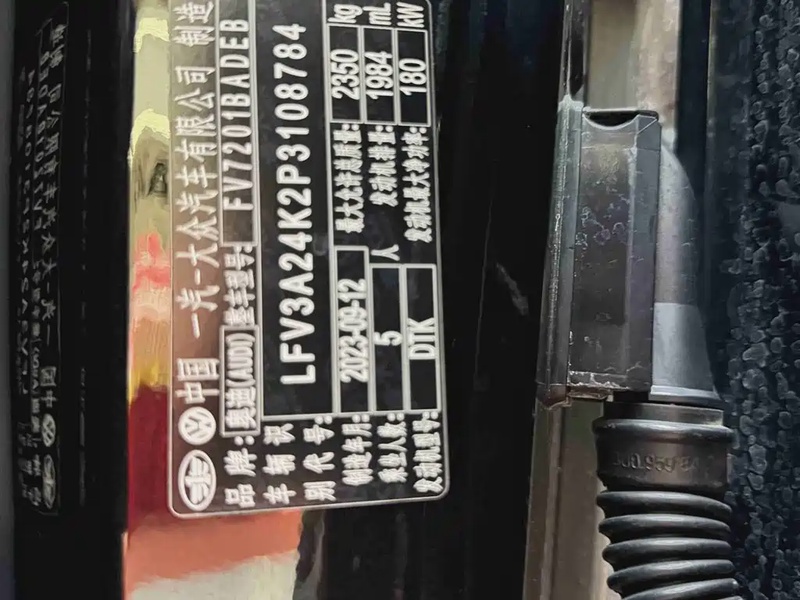 中国 一汽-大众汽车有限公司 制造
品牌: 奥迪(AUDI) 整车型号: FV7201BADEB
车辆识别代号: LFV3A24K2P3108784
制造年月: 2023-09-12 最大允许总质量: 2350 kg
乘坐人数: 5 人 发动机排量: 1984 mL
发动机型号: DTK 发动机最大净功率: 180 kW